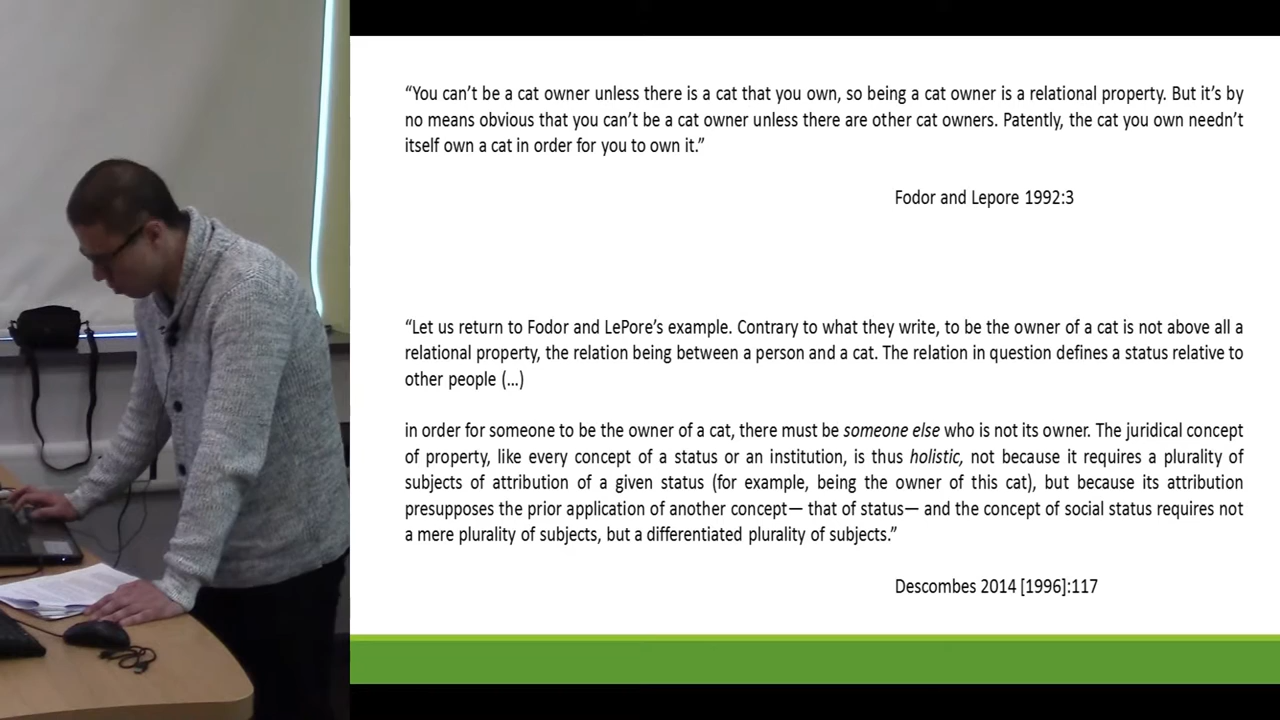 “You can’t be a cat owner unless there is a cat that you own, so being a cat owner is a relational property. But it’s by
no means obvious that you can’t be a cat owner unless there are other cat owners. Patently, the cat you own needn’t
itself own a cat in order for you to own it.”
Fodor and Lepore 1992:3
“Let us return to Fodor and LePore’s example. Contrary to what they write, to be the owner of a cat is not above all a
relational property, the relation being between a person and a cat. The relation in question defines a status relative to
other people (…)
in order for someone to be the owner of a cat, there must be someone else who is not its owner. The juridical concept
of property, like every concept of a status or an institution, is thus holistic, not because it requires a plurality of
subjects of attribution of a given status (for example, being the owner of this cat), but because its attribution
presupposes the prior application of another concept— that of status— and the concept of social status requires not
a mere plurality of subjects, but a differentiated plurality of subjects.”
Descombes 2014 [1996]:117